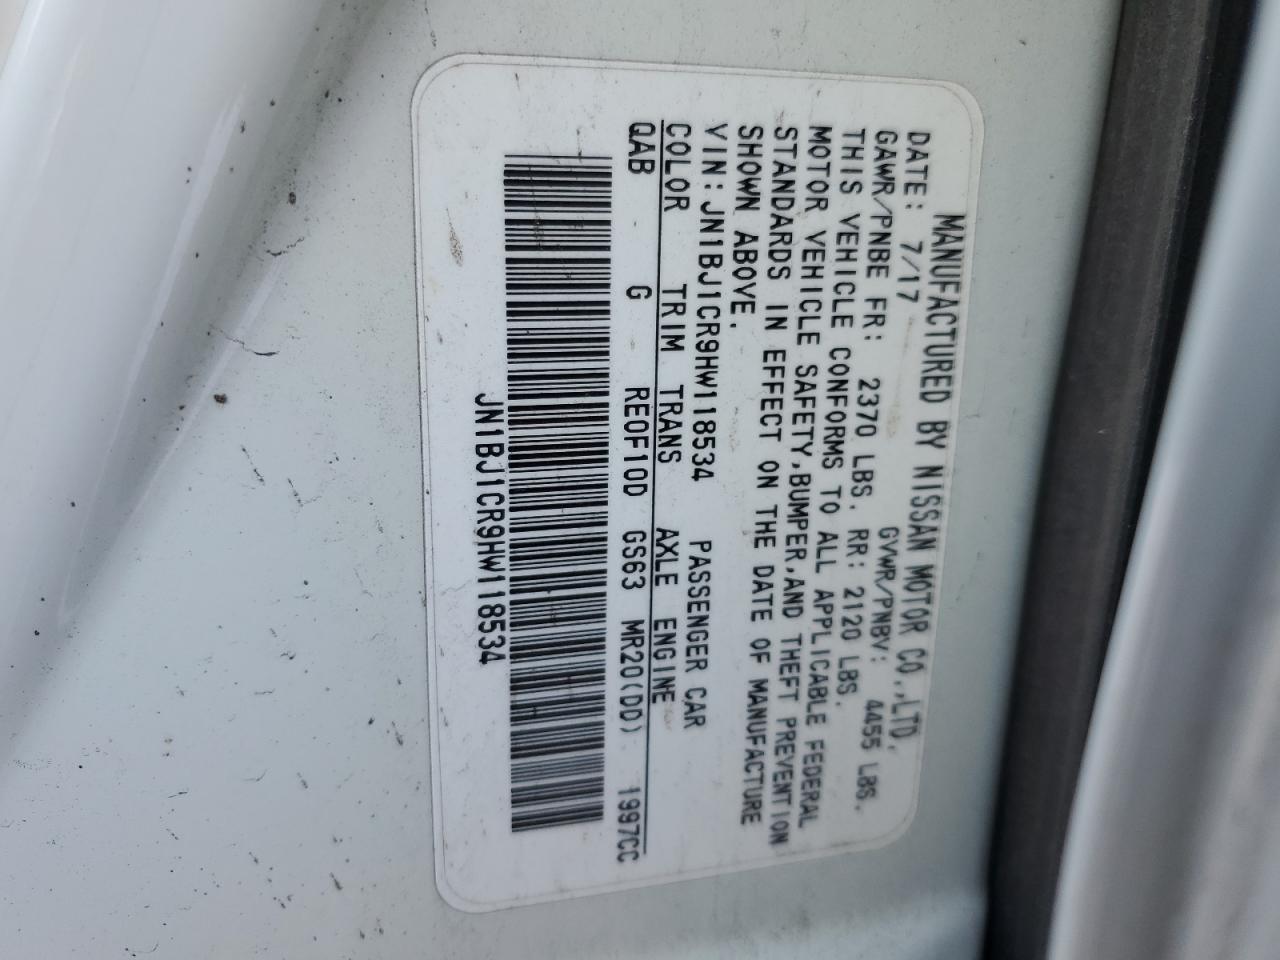 MANUFACTURED BY NISSAN MOTOR CO.,LTD.
DATE: 7/17 GVWR/PNBV: 4455 LBS.
GAWR/PNBE FR: 2370 LBS. RR: 2120 LBS.
THIS VEHICLE CONFORMS TO ALL APPLICABLE FEDERAL
MOTOR VEHICLE SAFETY,BUMPER,AND THEFT PREVENTION
STANDARDS IN EFFECT ON THE DATE OF MANUFACTURE
SHOWN ABOVE.
VIN:JN1BJ1CR9HW118534 PASSENGER CAR
COLOR TRIM TRANS AXLE ENGINE
QAB G RE0F10D GS63 MR20(DD) 1997CC
JN1BJ1CR9HW118534